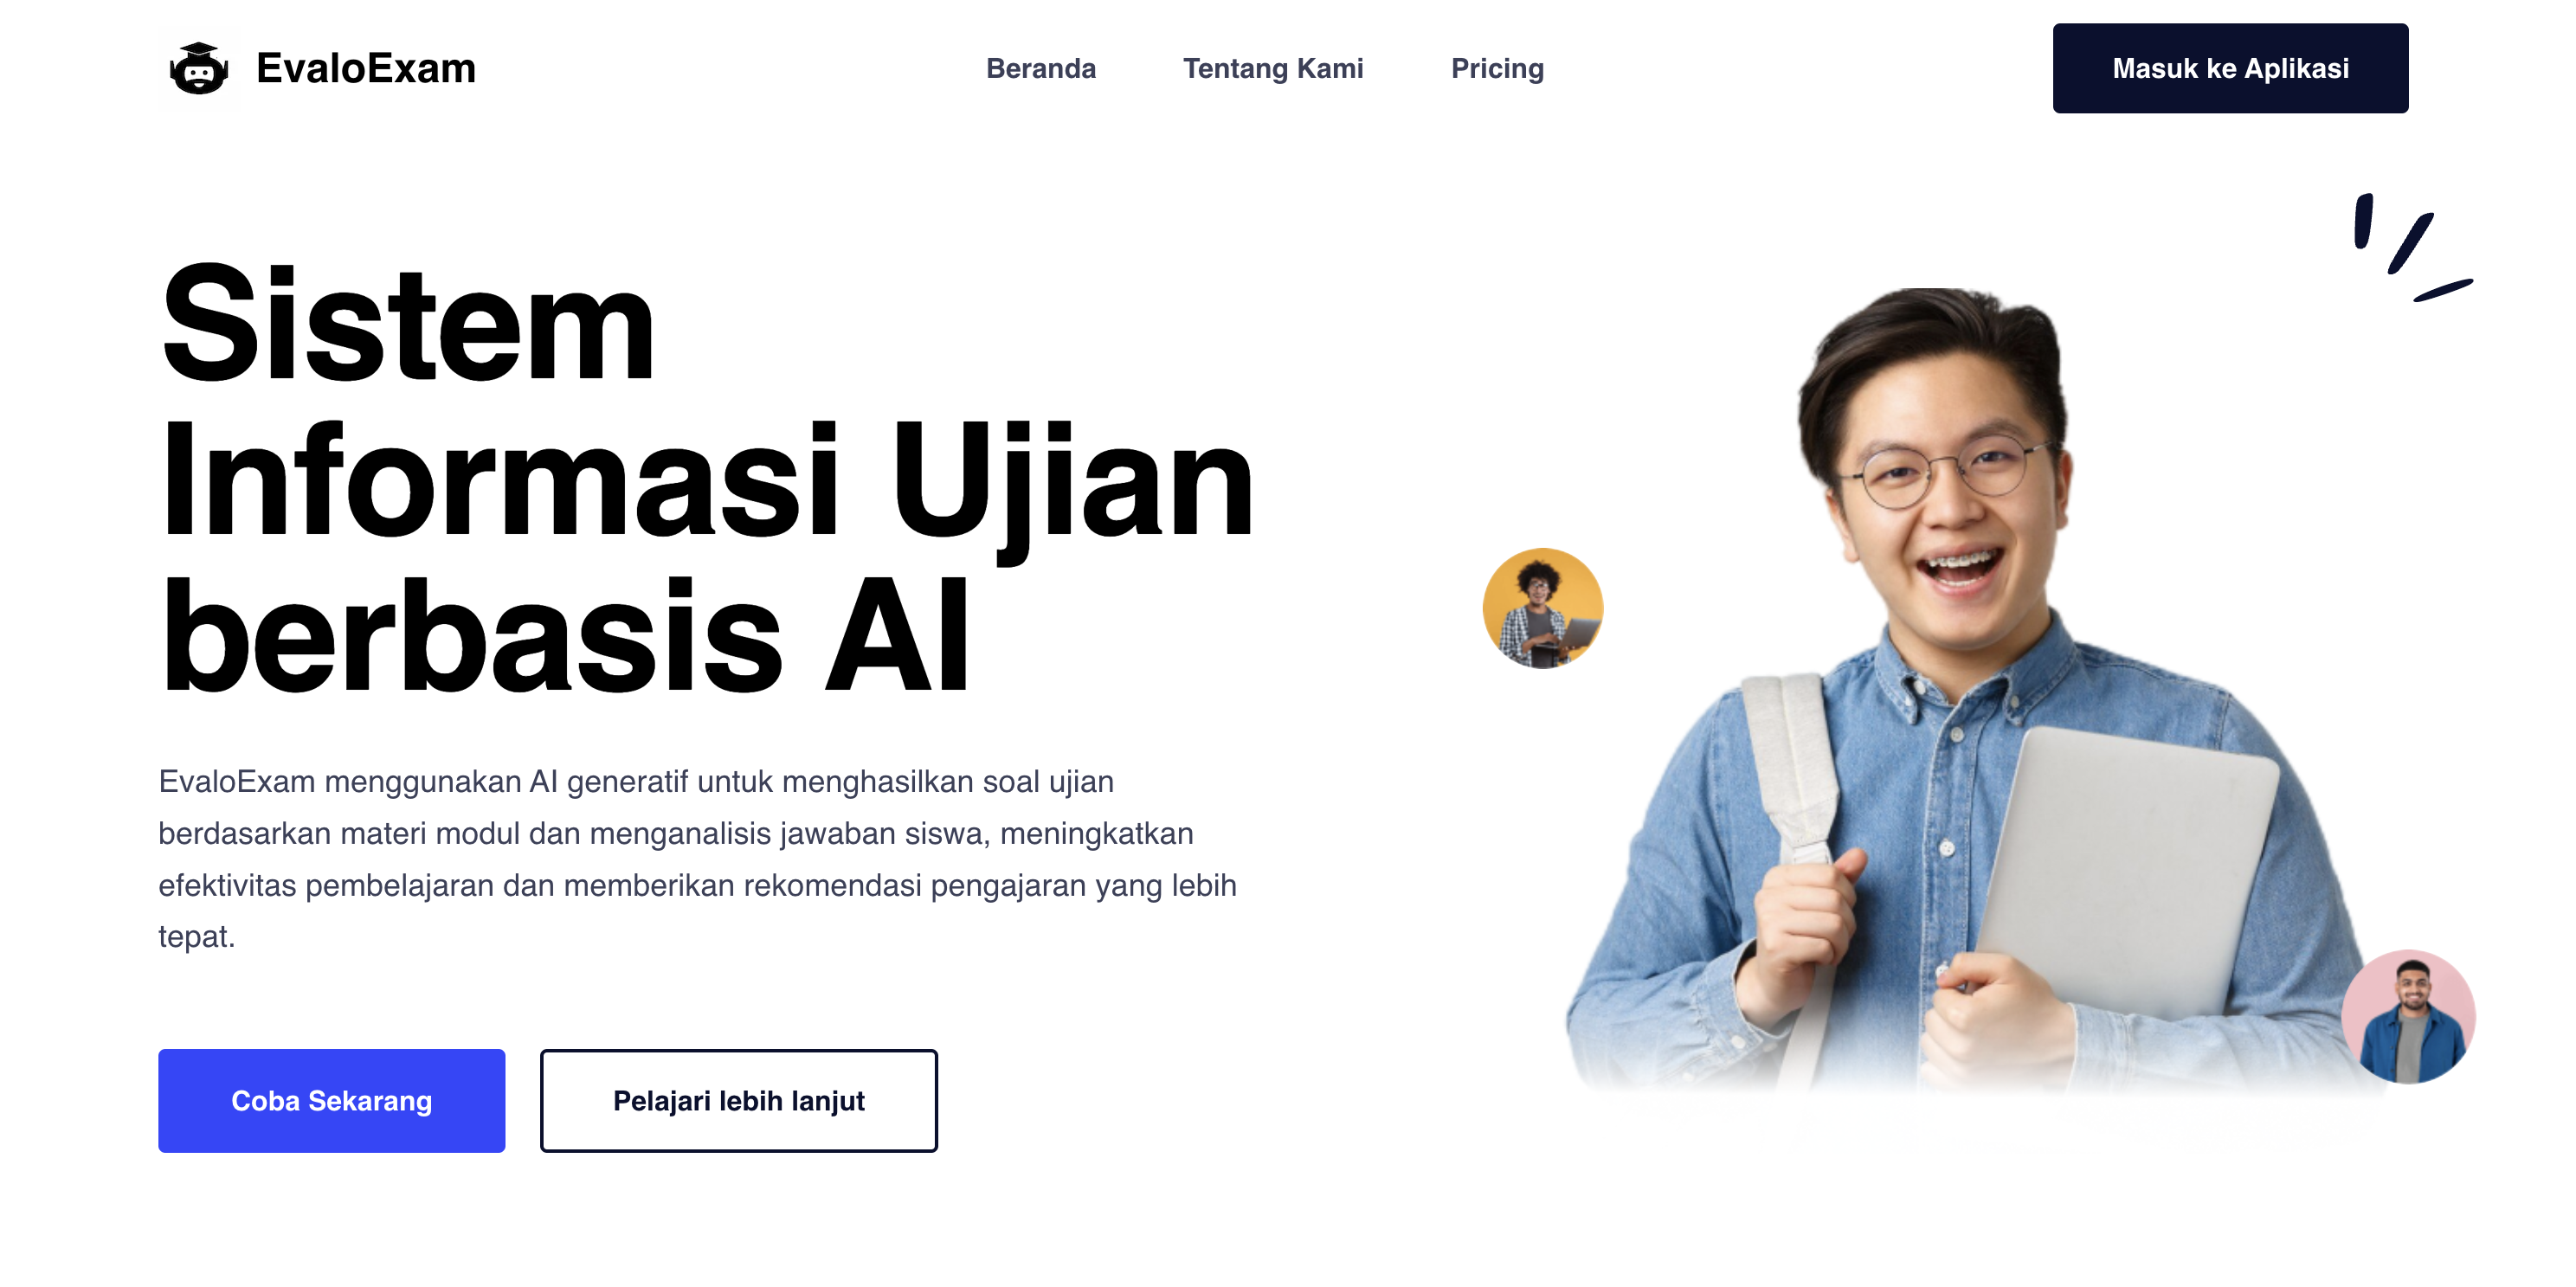 EvaloExam
Beranda
Tentang Kami
Pricing
Masuk ke Aplikasi
Sistem
Informasi Ujian
berbasis AI
EvaloExam menggunakan AI generatif untuk menghasilkan soal ujian
berdasarkan materi modul dan menganalisis jawaban siswa, meningkatkan
efektivitas pembelajaran dan memberikan rekomendasi pengajaran yang lebih
tepat.
Coba Sekarang
Pelajari lebih lanjut